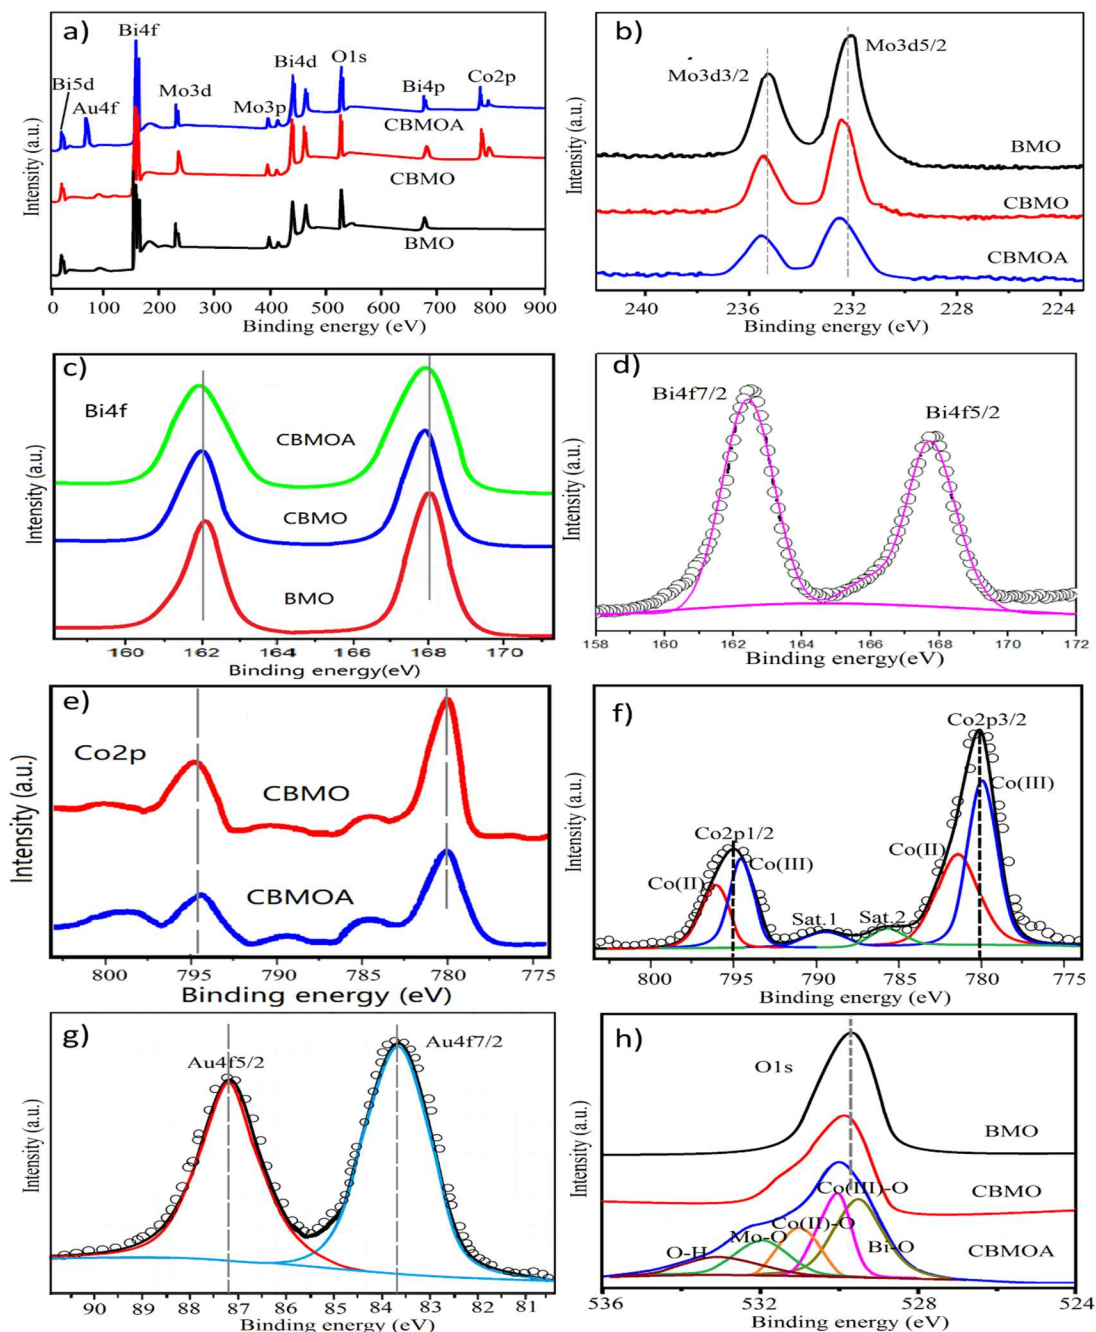 a)
Bi4f
Bi5d
Au4f
Mo3d
Mo3p
Bi4d
O1s
Bi4p
Co2p
CBMOA
CBMO
BMO
Intensity (a.u.)
0 100 200 300 400 500 600 700 800 900
Binding energy (eV)
b)
Mo3d5/2
Mo3d3/2
BMO
CBMO
CBMOA
Intensity (a.u.)
240 236 232 228 224
Binding energy (eV)
c)
Bi4f
CBMOA
CBMO
BMO
Intensity (a.u.)
160 162 164 166 168 170
Binding energy(eV)
d)
Bi4f7/2
Bi4f5/2
Intensity (a.u.)
158 160 162 164 166 168 170 172
Binding energy(eV)
e)
Co2p
CBMO
CBMOA
Intensity (a.u.)
800 795 790 785 780 775
Binding energy (eV)
f)
Co2p3/2
Co(III)
Co2p1/2
Co(II)
Co(II)
Co(III)
Sat.1
Sat.2
Intensity (a.u.)
800 795 790 785 780 775
Binding energy (eV)
g)
Au4f5/2
Au4f7/2
Intensity (a.u.)
90 89 88 87 86 85 84 83 82 81
Binding energy (eV)
h)
O1s
BMO
CBMO
Co(III)-O
Co(II)-O
Mo-O
O-H
Bi-O
CBMOA
Intensity (a.u.)
536 532 528 524
Binding energy (eV)